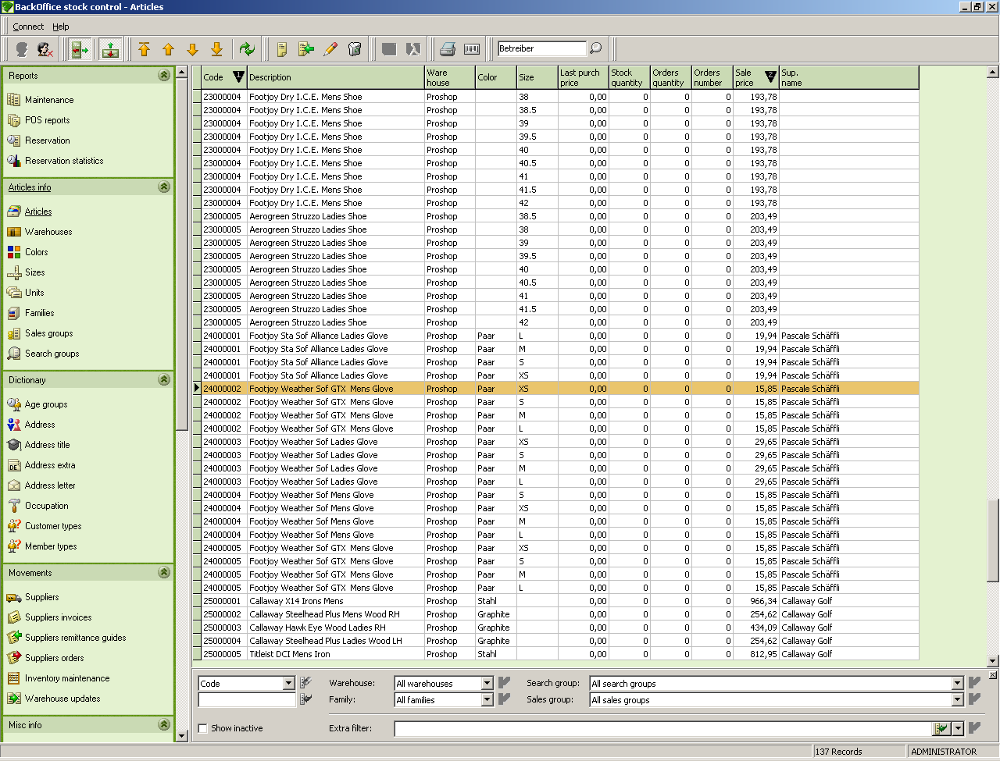 BackOffice stock control - Articles
Connect Help
Betreiber
Reports
Maintenance
POS reports
Reservation
Reservation statistics
Articles info
Articles
Warehouses
Colors
Sizes
Units
Families
Sales groups
Search groups
Dictionary
Age groups
Address
Address title
Address extra
Address letter
Occupation
Customer types
Member types
Movements
Suppliers
Suppliers invoices
Suppliers remittance guides
Suppliers orders
Inventory maintenance
Warehouse updates
Misc info
Code 1 Description Ware house Color Size Last purch price Stock quantity Orders quantity Orders number Sale price 2 Sup. name
23000004 Footjoy Dry I.C.E. Mens Shoe Proshop 38 0,00 0 0 0 193,78
23000004 Footjoy Dry I.C.E. Mens Shoe Proshop 38.5 0,00 0 0 0 193,78
23000004 Footjoy Dry I.C.E. Mens Shoe Proshop 39 0,00 0 0 0 193,78
23000004 Footjoy Dry I.C.E. Mens Shoe Proshop 39.5 0,00 0 0 0 193,78
23000004 Footjoy Dry I.C.E. Mens Shoe Proshop 40 0,00 0 0 0 193,78
23000004 Footjoy Dry I.C.E. Mens Shoe Proshop 40.5 0,00 0 0 0 193,78
23000004 Footjoy Dry I.C.E. Mens Shoe Proshop 41 0,00 0 0 0 193,78
23000004 Footjoy Dry I.C.E. Mens Shoe Proshop 41.5 0,00 0 0 0 193,78
23000004 Footjoy Dry I.C.E. Mens Shoe Proshop 42 0,00 0 0 0 193,78
23000005 Aerogreen Struzzo Ladies Shoe Proshop 38.5 0,00 0 0 0 203,49
23000005 Aerogreen Struzzo Ladies Shoe Proshop 38 0,00 0 0 0 203,49
23000005 Aerogreen Struzzo Ladies Shoe Proshop 39 0,00 0 0 0 203,49
23000005 Aerogreen Struzzo Ladies Shoe Proshop 39.5 0,00 0 0 0 203,49
23000005 Aerogreen Struzzo Ladies Shoe Proshop 40 0,00 0 0 0 203,49
23000005 Aerogreen Struzzo Ladies Shoe Proshop 40.5 0,00 0 0 0 203,49
23000005 Aerogreen Struzzo Ladies Shoe Proshop 41 0,00 0 0 0 203,49
23000005 Aerogreen Struzzo Ladies Shoe Proshop 41.5 0,00 0 0 0 203,49
23000005 Aerogreen Struzzo Ladies Shoe Proshop 42 0,00 0 0 0 203,49
24000001 Footjoy Sta Sof Alliance Ladies Glove Proshop Paar L 0,00 0 0 0 19,94 Pascale Schäffli
24000001 Footjoy Sta Sof Alliance Ladies Glove Proshop Paar M 0,00 0 0 0 19,94 Pascale Schäffli
24000001 Footjoy Sta Sof Alliance Ladies Glove Proshop Paar S 0,00 0 0 0 19,94 Pascale Schäffli
24000001 Footjoy Sta Sof Alliance Ladies Glove Proshop Paar XS 0,00 0 0 0 19,94 Pascale Schäffli
24000002 Footjoy Weather Sof GTX Mens Glove Proshop Paar XS 0,00 0 0 0 15,85 Pascale Schäffli
24000002 Footjoy Weather Sof GTX Mens Glove Proshop Paar S 0,00 0 0 0 15,85 Pascale Schäffli
24000002 Footjoy Weather Sof GTX Mens Glove Proshop Paar M 0,00 0 0 0 15,85 Pascale Schäffli
24000002 Footjoy Weather Sof GTX Mens Glove Proshop Paar L 0,00 0 0 0 15,85 Pascale Schäffli
24000003 Footjoy Weather Sof Ladies Glove Proshop Paar XS 0,00 0 0 0 29,65 Pascale Schäffli
24000003 Footjoy Weather Sof Ladies Glove Proshop Paar S 0,00 0 0 0 29,65 Pascale Schäffli
24000003 Footjoy Weather Sof Ladies Glove Proshop Paar M 0,00 0 0 0 29,65 Pascale Schäffli
24000003 Footjoy Weather Sof Ladies Glove Proshop Paar L 0,00 0 0 0 29,65 Pascale Schäffli
24000004 Footjoy Weather Sof Mens Glove Proshop Paar S 0,00 0 0 0 15,85 Pascale Schäffli
24000004 Footjoy Weather Sof Mens Glove Proshop Paar XS 0,00 0 0 0 15,85 Pascale Schäffli
24000004 Footjoy Weather Sof Mens Glove Proshop Paar M 0,00 0 0 0 15,85 Pascale Schäffli
24000004 Footjoy Weather Sof Mens Glove Proshop Paar L 0,00 0 0 0 15,85 Pascale Schäffli
24000005 Footjoy Weather Sof GTX Mens Glove Proshop Paar XS 0,00 0 0 0 15,85 Pascale Schäffli
24000005 Footjoy Weather Sof GTX Mens Glove Proshop Paar S 0,00 0 0 0 15,85 Pascale Schäffli
24000005 Footjoy Weather Sof GTX Mens Glove Proshop Paar M 0,00 0 0 0 15,85 Pascale Schäffli
24000005 Footjoy Weather Sof GTX Mens Glove Proshop Paar L 0,00 0 0 0 15,85 Pascale Schäffli
25000001 Callaway X14 Irons Mens Proshop Stahl 0,00 0 0 0 966,34 Callaway Golf
25000002 Callaway Steelhead Plus Mens Wood RH Proshop Graphite 0,00 0 0 0 254,62 Callaway Golf
25000003 Callaway Hawk Eye Wood Ladies RH Proshop Graphite 0,00 0 0 0 434,09 Callaway Golf
25000004 Callaway Steelhead Plus Ladies Wood LH Proshop Graphite 0,00 0 0 0 254,62 Callaway Golf
25000005 Titleist DCI Mens Iron Proshop Stahl 0,00 0 0 0 812,95 Callaway Golf
Code Warehouse: All warehouses Search group: All search groups
Family: All families Sales group: All sales groups
Show inactive Extra filter:
137 Records ADMINISTRATOR